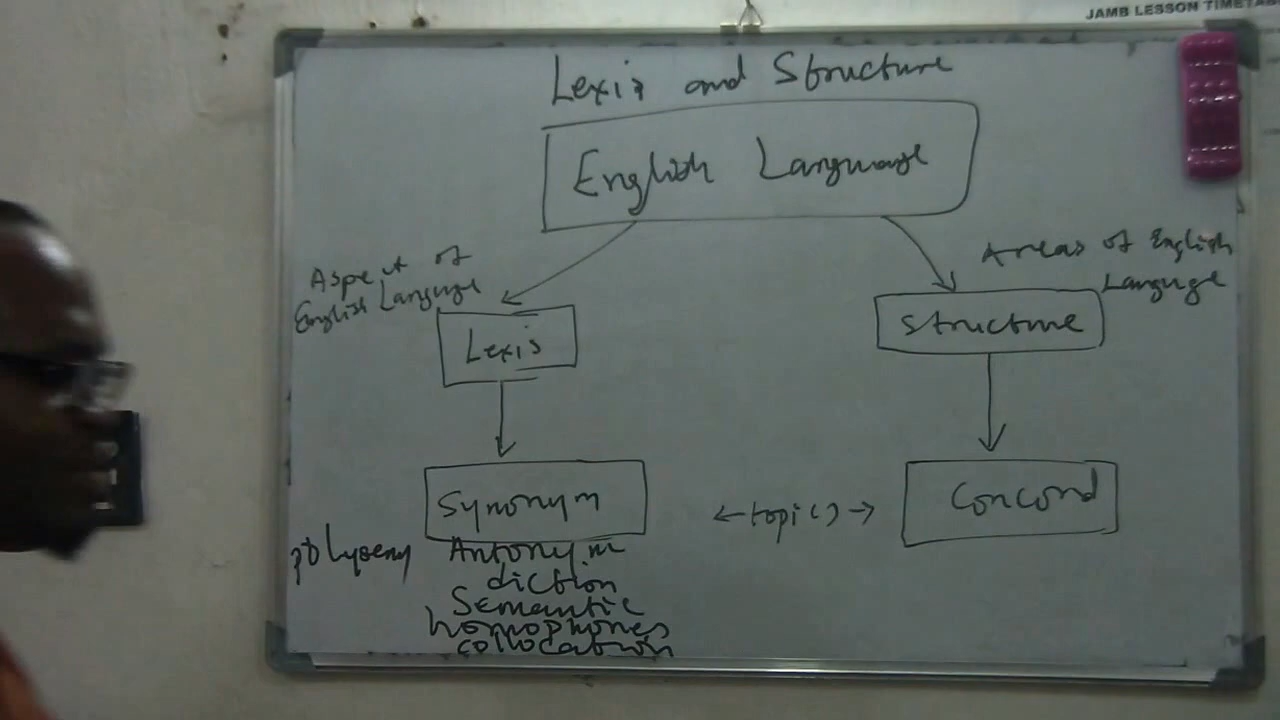 JAMB LESSON TIMETAB
Lexis and Structure
English Language
Aspect of
English Language
Areas of English
Language
Lexis
Structure
Synonym
←topics→
Concord
polysemy
Antonym
diction
Semantic
homophones
collocation